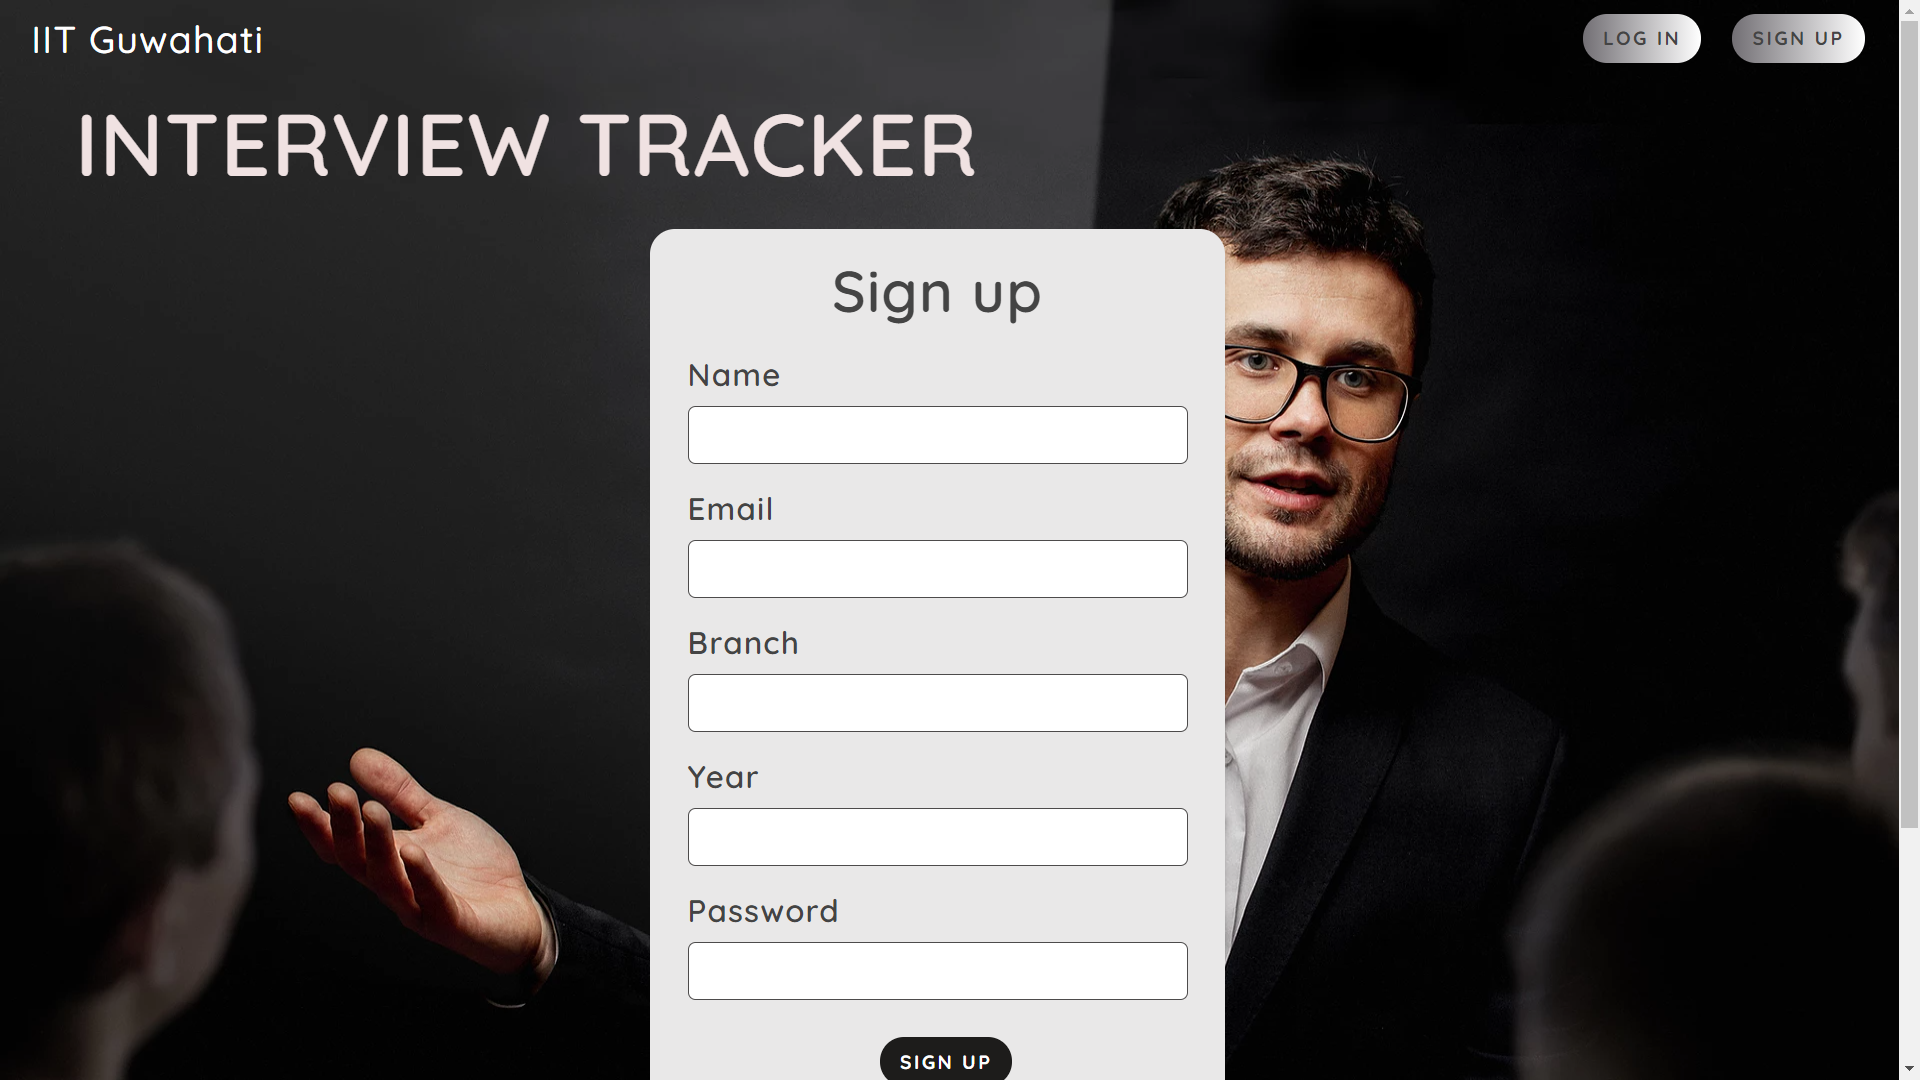 IIT Guwahati
LOG IN
SIGN UP
INTERVIEW TRACKER
Sign up
Name
Email
Branch
Year
Password
SIGN UP